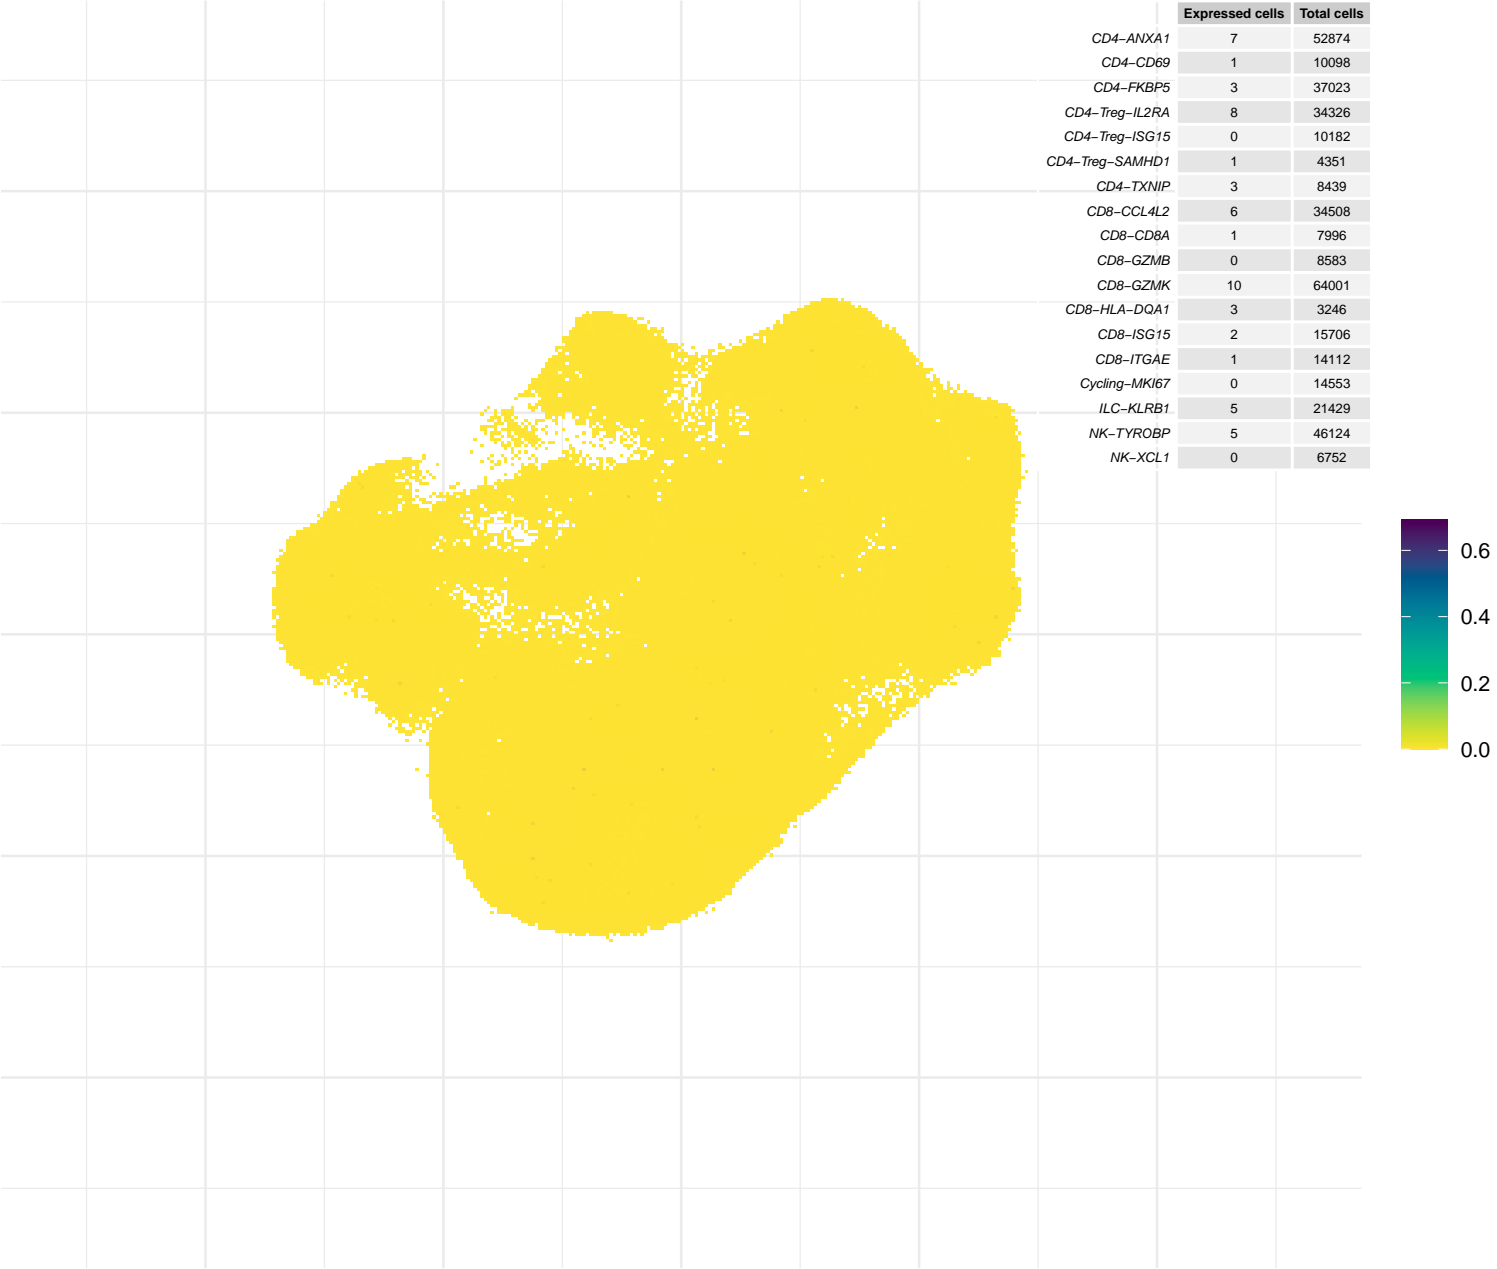 Expressed cells Total cells
CD4−ANXA1 7 52874
CD4−CD69 1 10098
CD4−FKBP5 3 37023
CD4−Treg−IL2RA 8 34326
CD4−Treg−ISG15 0 10182
CD4−Treg−SAMHD1 1 4351
CD4−TXNIP 3 8439
CD8−CCL4L2 6 34508
CD8−CD8A 1 7996
CD8−GZMB 0 8583
CD8−GZMK 10 64001
CD8−HLA−DQA1 3 3246
CD8−ISG15 2 15706
CD8−ITGAE 1 14112
Cycling−MKI67 0 14553
ILC−KLRB1 5 21429
NK−TYROBP 5 46124
NK−XCL1 0 6752
0.6
0.4
0.2
0.0